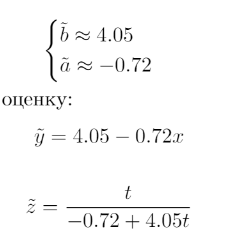 b̃ ≈ 4.05
ã ≈ −0.72
оценку:
ỹ = 4.05 − 0.72x
z̃ = t / (−0.72 + 4.05t)